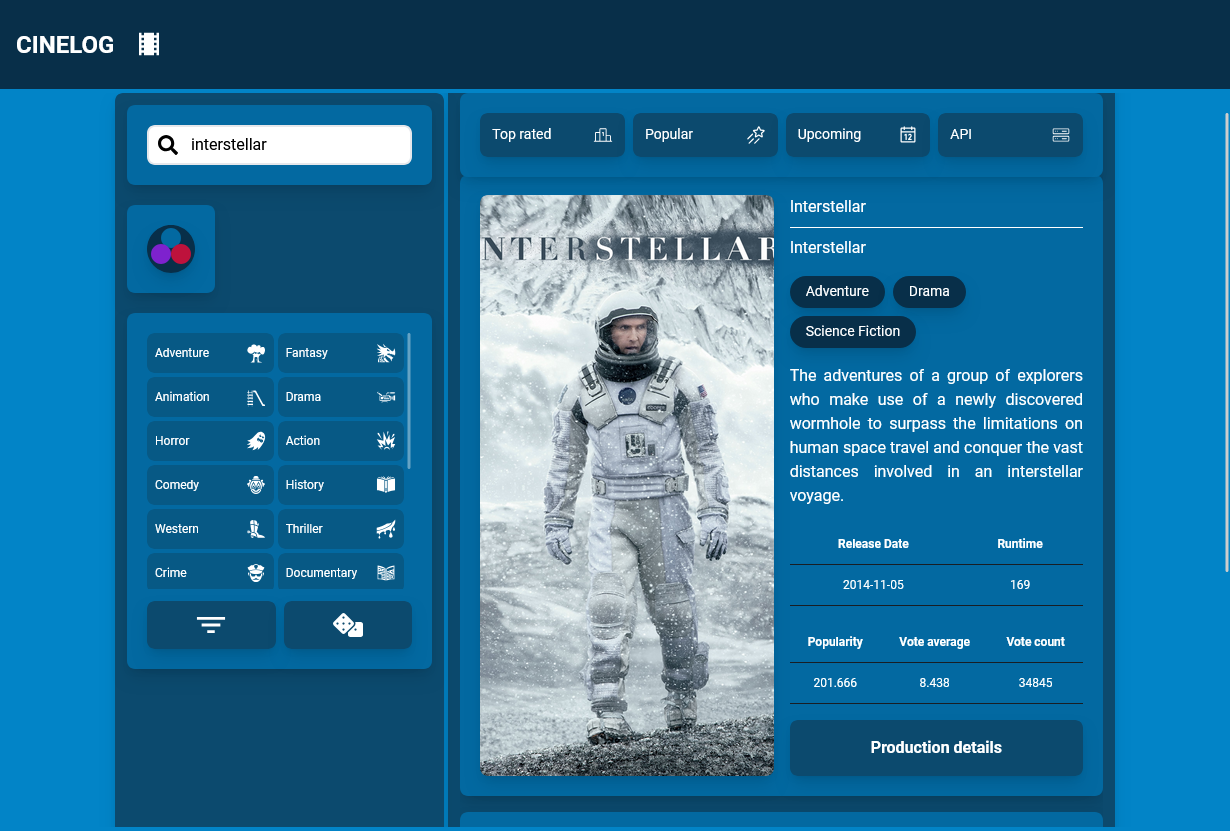 CINELOG
interstellar
Top rated
Popular
Upcoming
12
API
Adventure
Fantasy
Animation
Drama
Horror
Action
Comedy
History
Western
Thriller
Crime
Documentary
NTERSTELLAR
Interstellar
Interstellar
Adventure
Drama
Science Fiction
The adventures of a group of explorers
who make use of a newly discovered
wormhole to surpass the limitations on
human space travel and conquer the vast
distances involved in an interstellar
voyage.
Release Date Runtime
2014-11-05 169
Popularity Vote average Vote count
201.666 8.438 34845
Production details